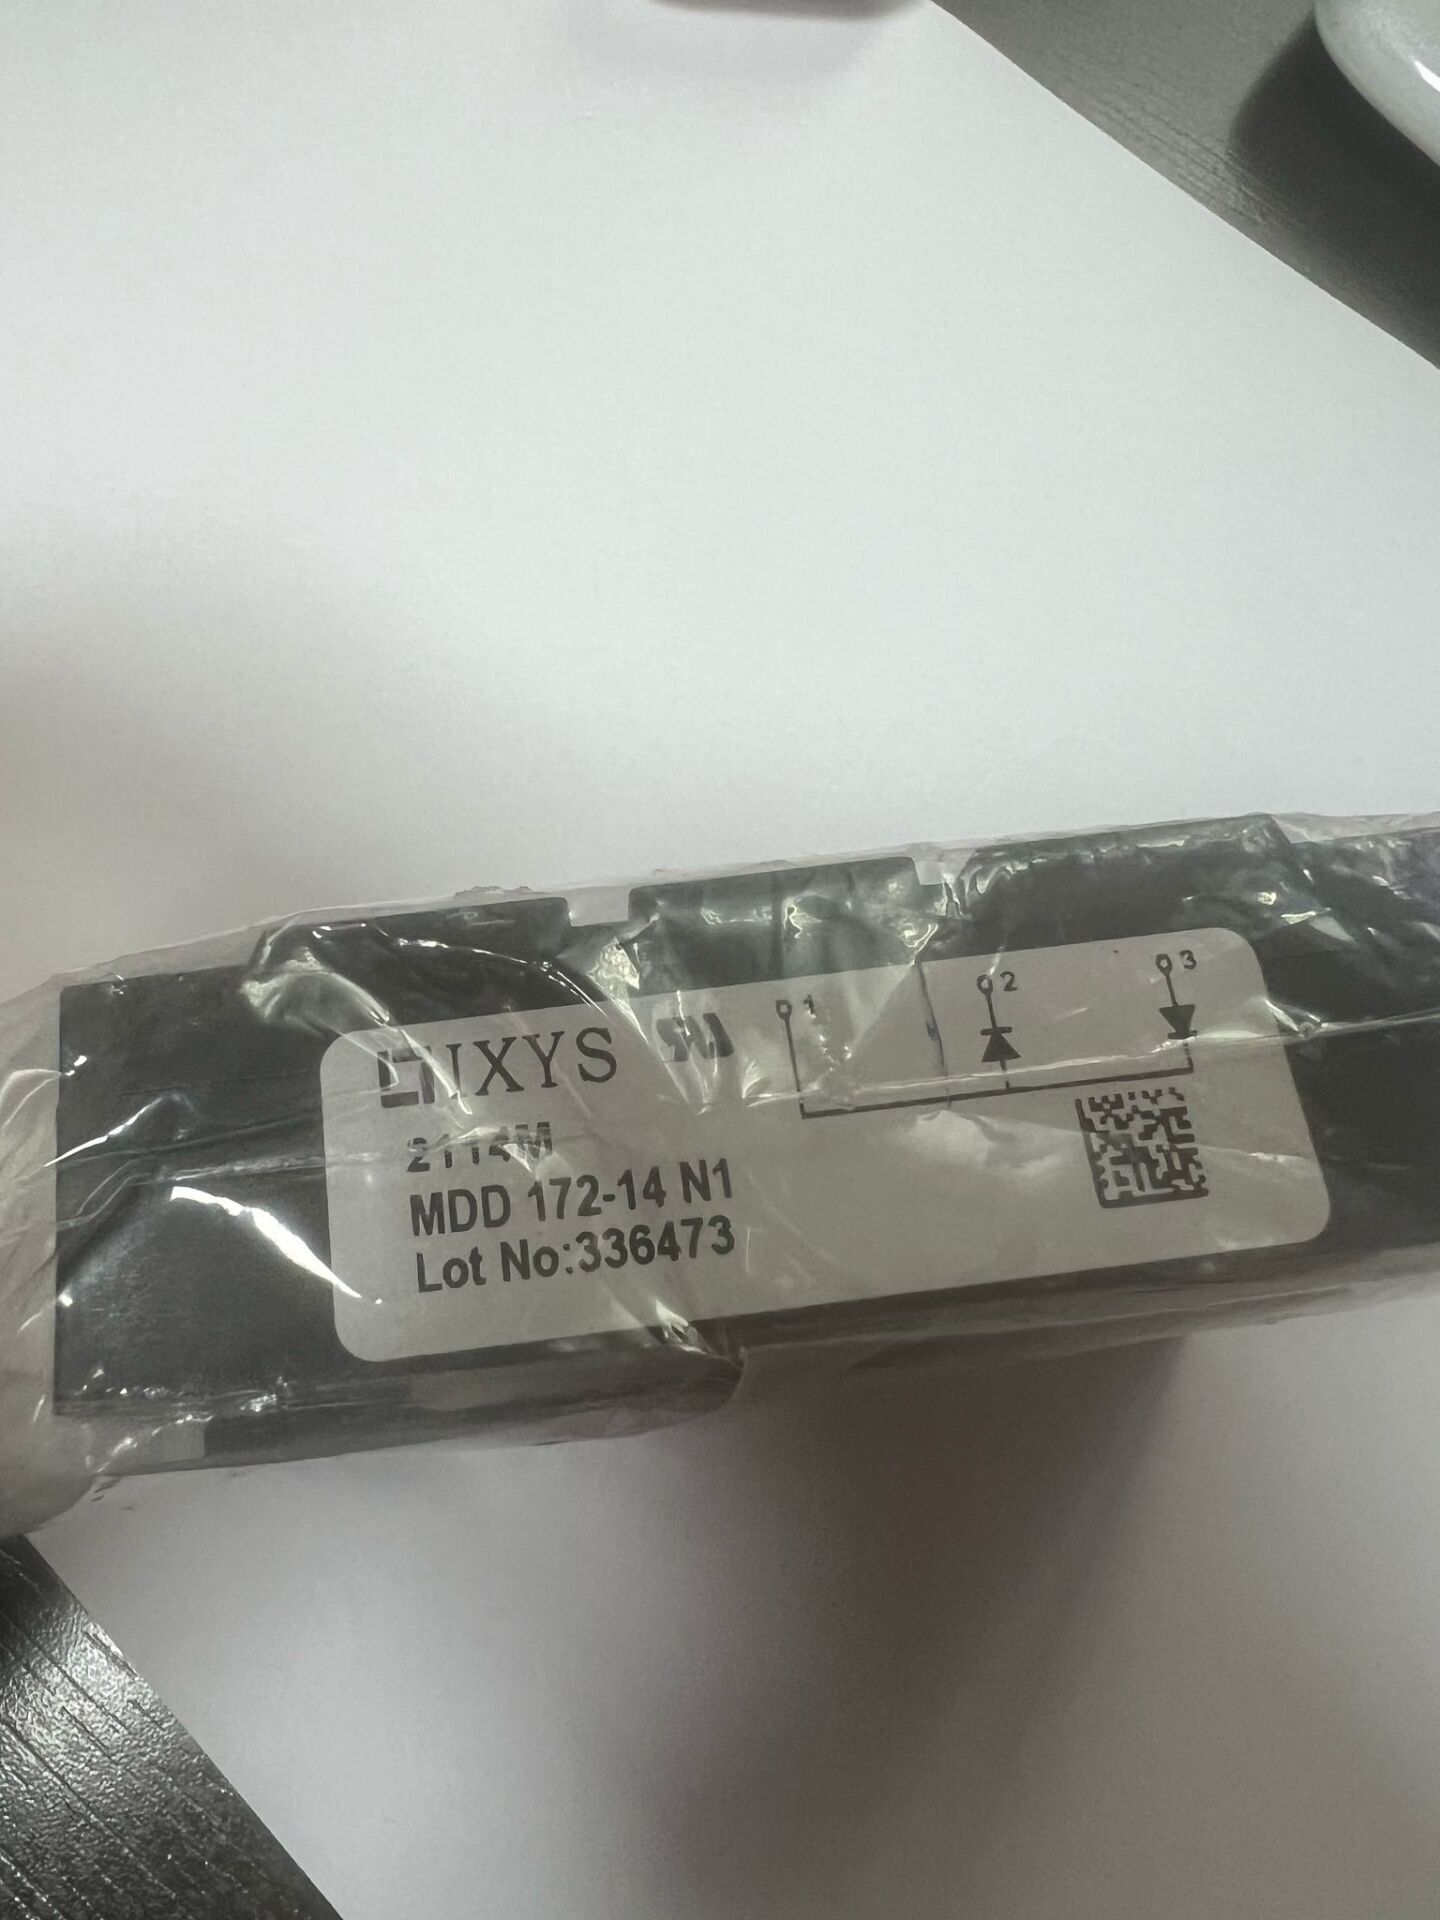 IXYS
1
2
3
2114M
MDD 172-14 N1
Lot No:336473